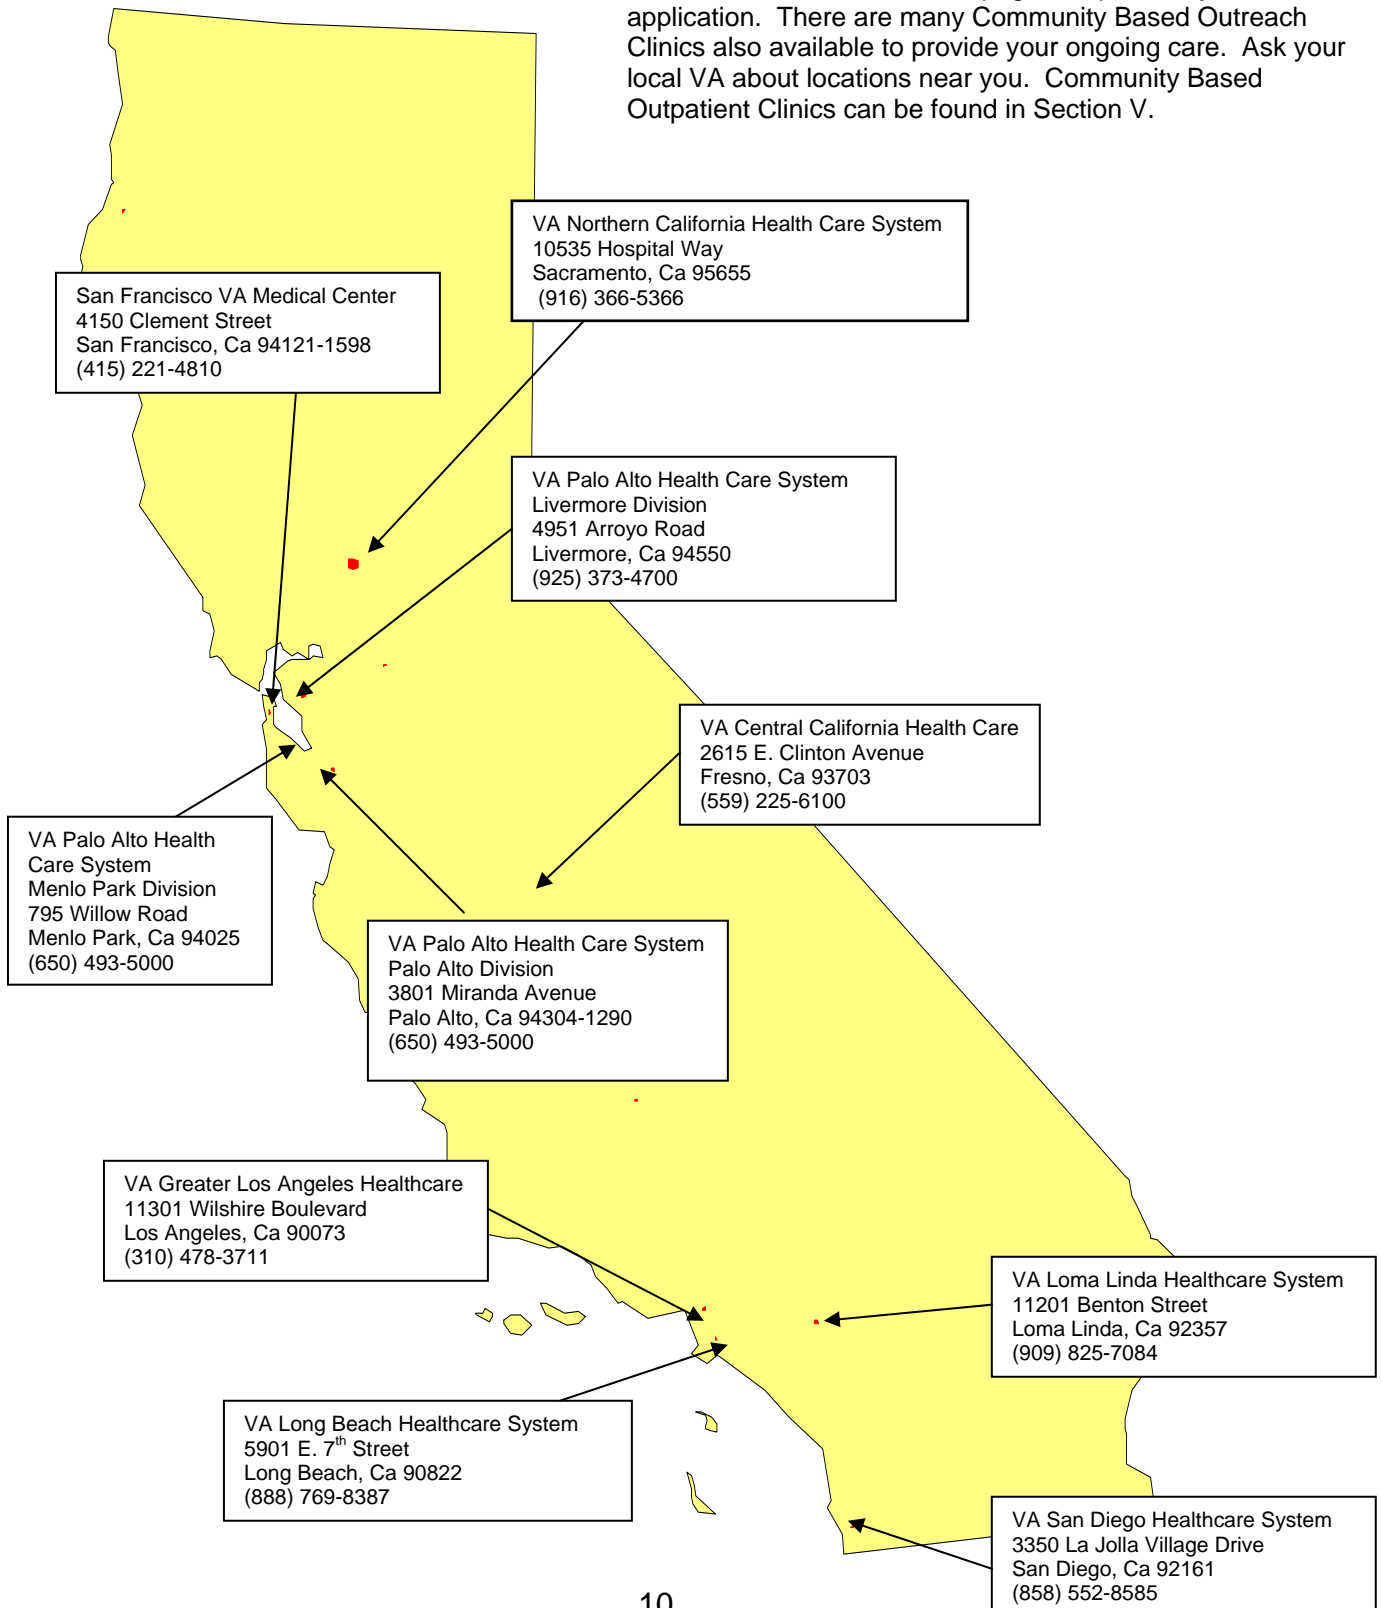 application.  There are many Community Based Outreach
Clinics also available to provide your ongoing care.  Ask your
local VA about locations near you.  Community Based
Outpatient Clinics can be found in Section V.
VA Northern California Health Care System
10535 Hospital Way
Sacramento, Ca 95655
(916) 366-5366
San Francisco VA Medical Center
4150 Clement Street
San Francisco, Ca 94121-1598
(415) 221-4810
VA Palo Alto Health Care System
Livermore Division
4951 Arroyo Road
Livermore, Ca 94550
(925) 373-4700
VA Central California Health Care
2615 E. Clinton Avenue
Fresno, Ca 93703
(559) 225-6100
VA Palo Alto Health
Care System
Menlo Park Division
795 Willow Road
Menlo Park, Ca 94025
(650) 493-5000
VA Palo Alto Health Care System
Palo Alto Division
3801 Miranda Avenue
Palo Alto, Ca 94304-1290
(650) 493-5000
VA Greater Los Angeles Healthcare
11301 Wilshire Boulevard
Los Angeles, Ca 90073
(310) 478-3711
VA Loma Linda Healthcare System
11201 Benton Street
Loma Linda, Ca 92357
(909) 825-7084
VA Long Beach Healthcare System
5901 E. 7th Street
Long Beach, Ca 90822
(888) 769-8387
VA San Diego Healthcare System
3350 La Jolla Village Drive
San Diego, Ca 92161
(858) 552-8585
10